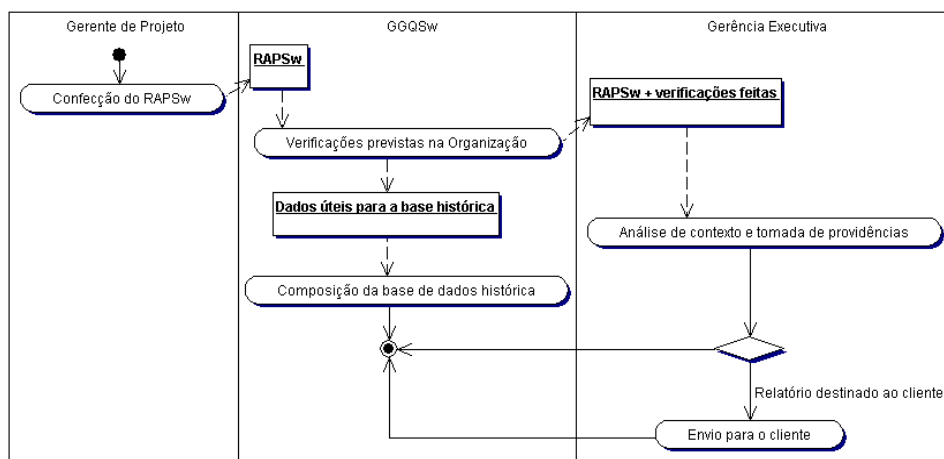 Gerente de Projeto
GGQSw
Gerência Executiva
RAPSw
Confecção do RAPSw
RAPSw + verificações feitas
Verificações previstas na Organização
Dados úteis para a base histórica
Análise de contexto e tomada de providências
Composição da base de dados histórica
Relatório destinado ao cliente
Envio para o cliente